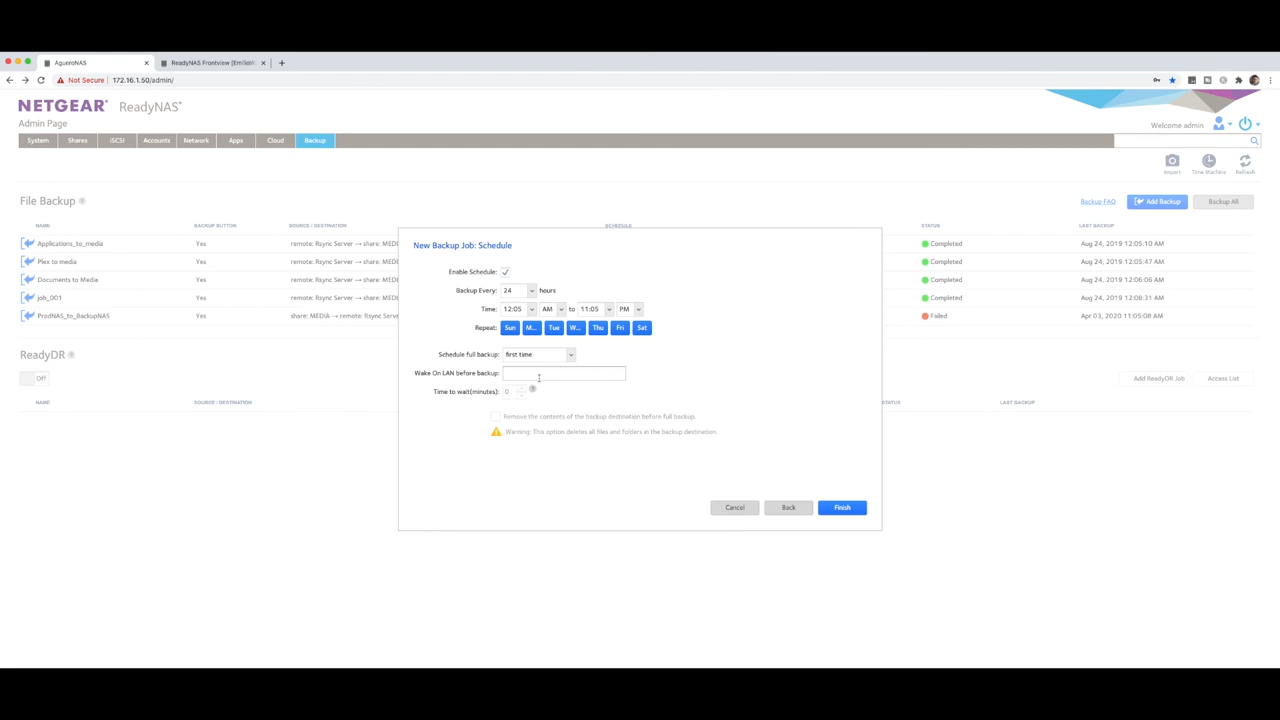 AgueroNAS
ReadyNAS Frontview [Emilio
Not Secure 172.16.1.50/admin/
NETGEAR® ReadyNAS®
Admin Page
Welcome admin
System Shares iSCSI Accounts Network Apps Cloud Backup
Import Time Machine Refresh
File Backup ? Backup FAQ Add Backup Backup All
NAME BACKUP BUTTON SOURCE / DESTINATION SCHEDULE STATUS LAST BACKUP
Applications_to_media Yes remote: Rsync Server → share: MEDI Completed Aug 24, 2019 12:05:10 AM
Plex to media Yes remote: Rsync Server → share: MEDI Completed Aug 24, 2019 12:05:47 AM
Documents to Media Yes remote: Rsync Server → share: MEDI Completed Aug 24, 2019 12:06:06 AM
job_001 Yes remote: Rsync Server → share: MEDI Completed Aug 24, 2019 12:08:31 AM
ProdNAS_to_BackupNAS Yes share: MEDIA → remote: Rsync Serv Failed Apr 03, 2020 11:05:08 AM
ReadyDR ?
Off Add ReadyDR Job Access List
NAME SOURCE / DESTINATION STATUS LAST BACKUP
New Backup Job: Schedule
Enable Schedule: ✓
Backup Every: 24 hours
Time: 12:05 AM to 11:05 PM
Repeat: Sun M... Tue W... Thu Fri Sat
Schedule full backup: first time
Wake On LAN before backup:
Time to wait(minutes): 0 ?
Remove the contents of the backup destination before full backup.
Warning: This option deletes all files and folders in the backup destination.
Cancel Back Finish